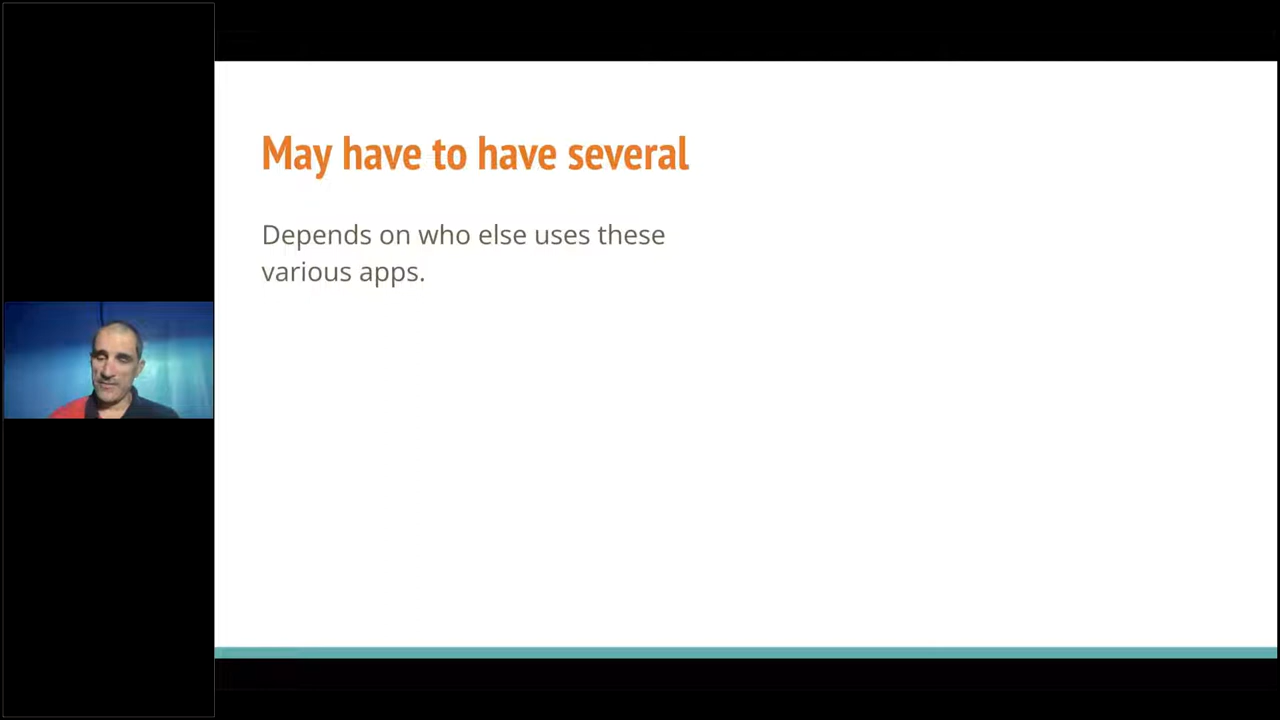 May have to have several
Depends on who else uses these
various apps.